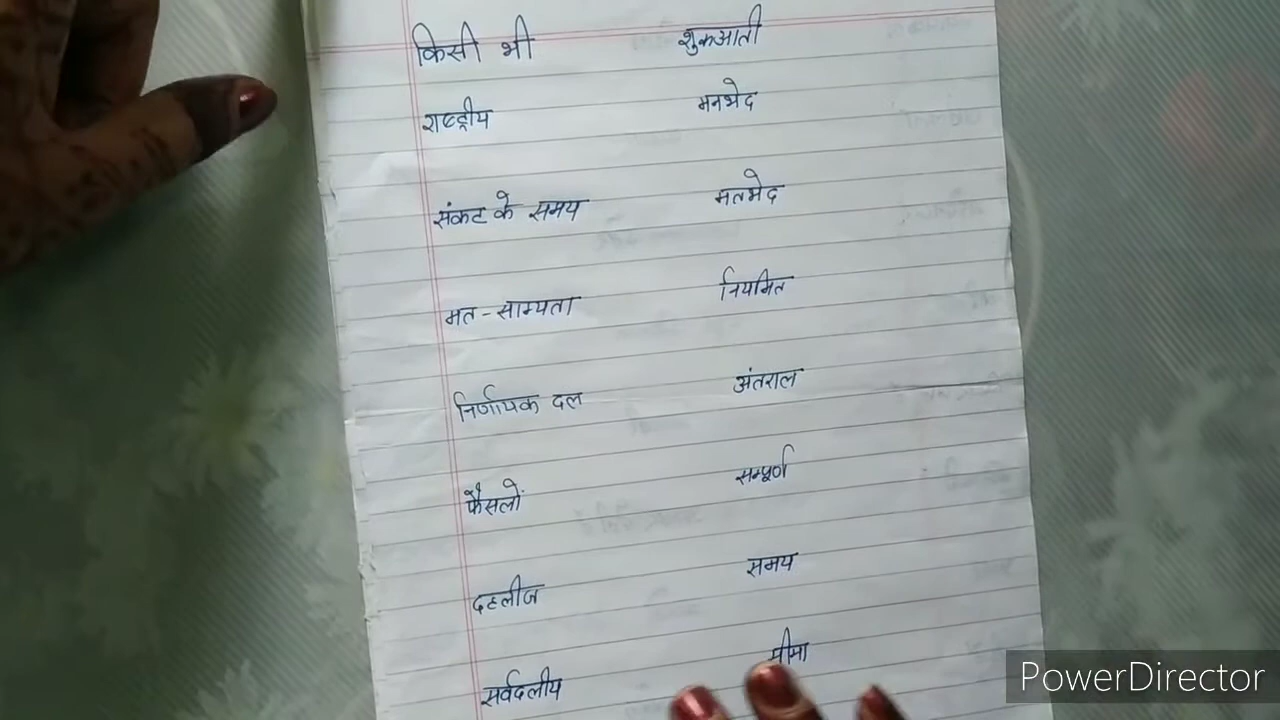 किसी भी शुरुआती
राष्ट्रीय मनभेद
संकट के समय मतभेद
मत - साम्यता नियमित
निर्णायक दल अंतराल
फैसलों सम्पूर्ण
दहलीज समय
सर्वदलीय
PowerDirector